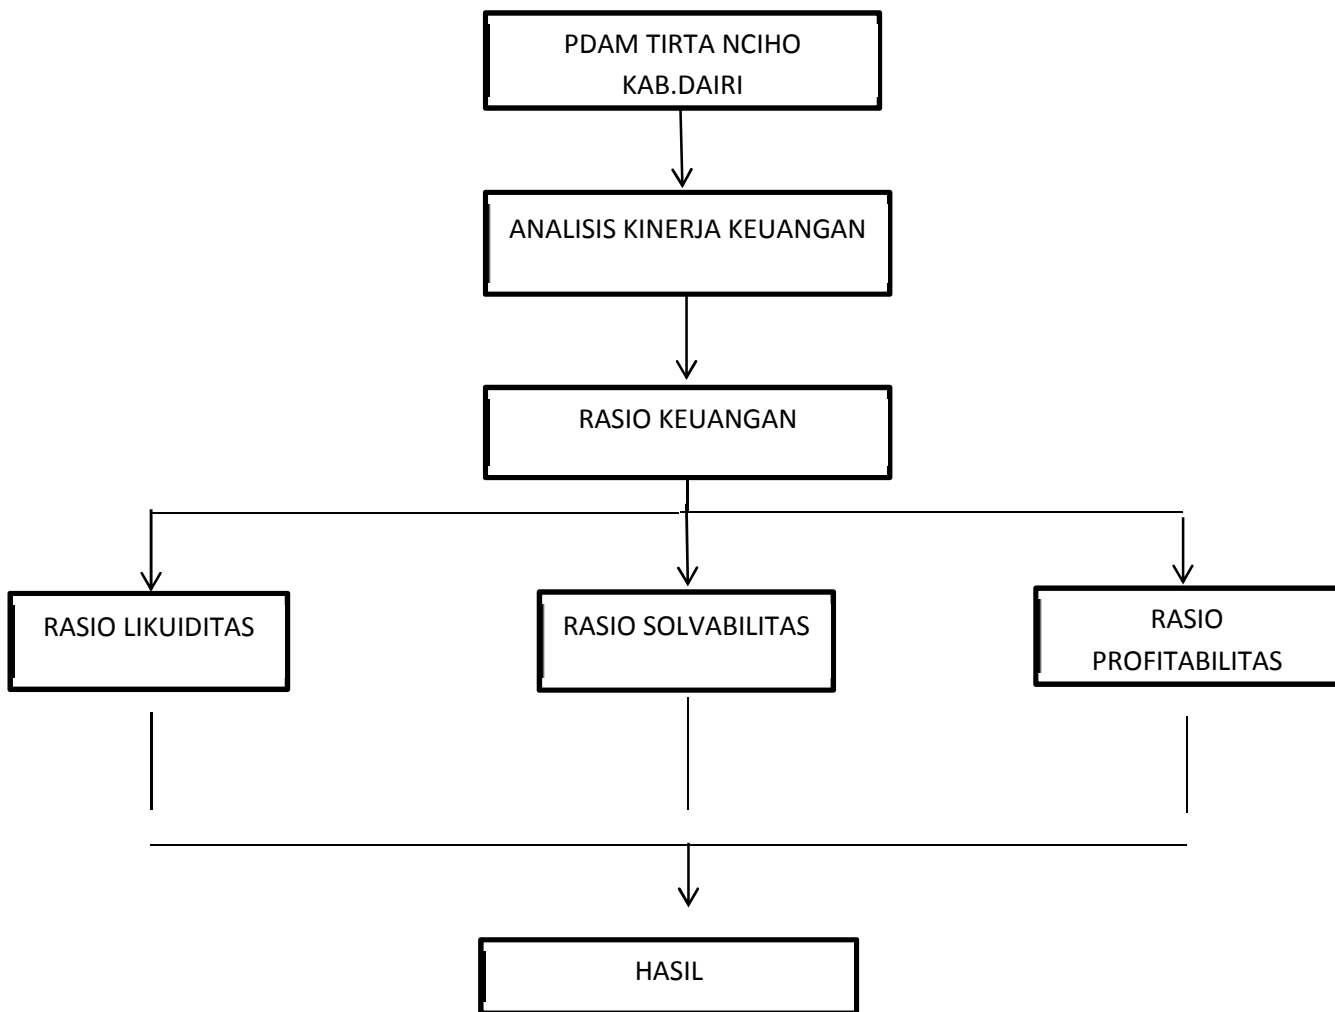 PDAM TIRTA NCIHO
KAB.DAIRI
ANALISIS KINERJA KEUANGAN
RASIO KEUANGAN
RASIO LIKUIDITAS
RASIO SOLVABILITAS
RASIO
PROFITABILITAS
HASIL